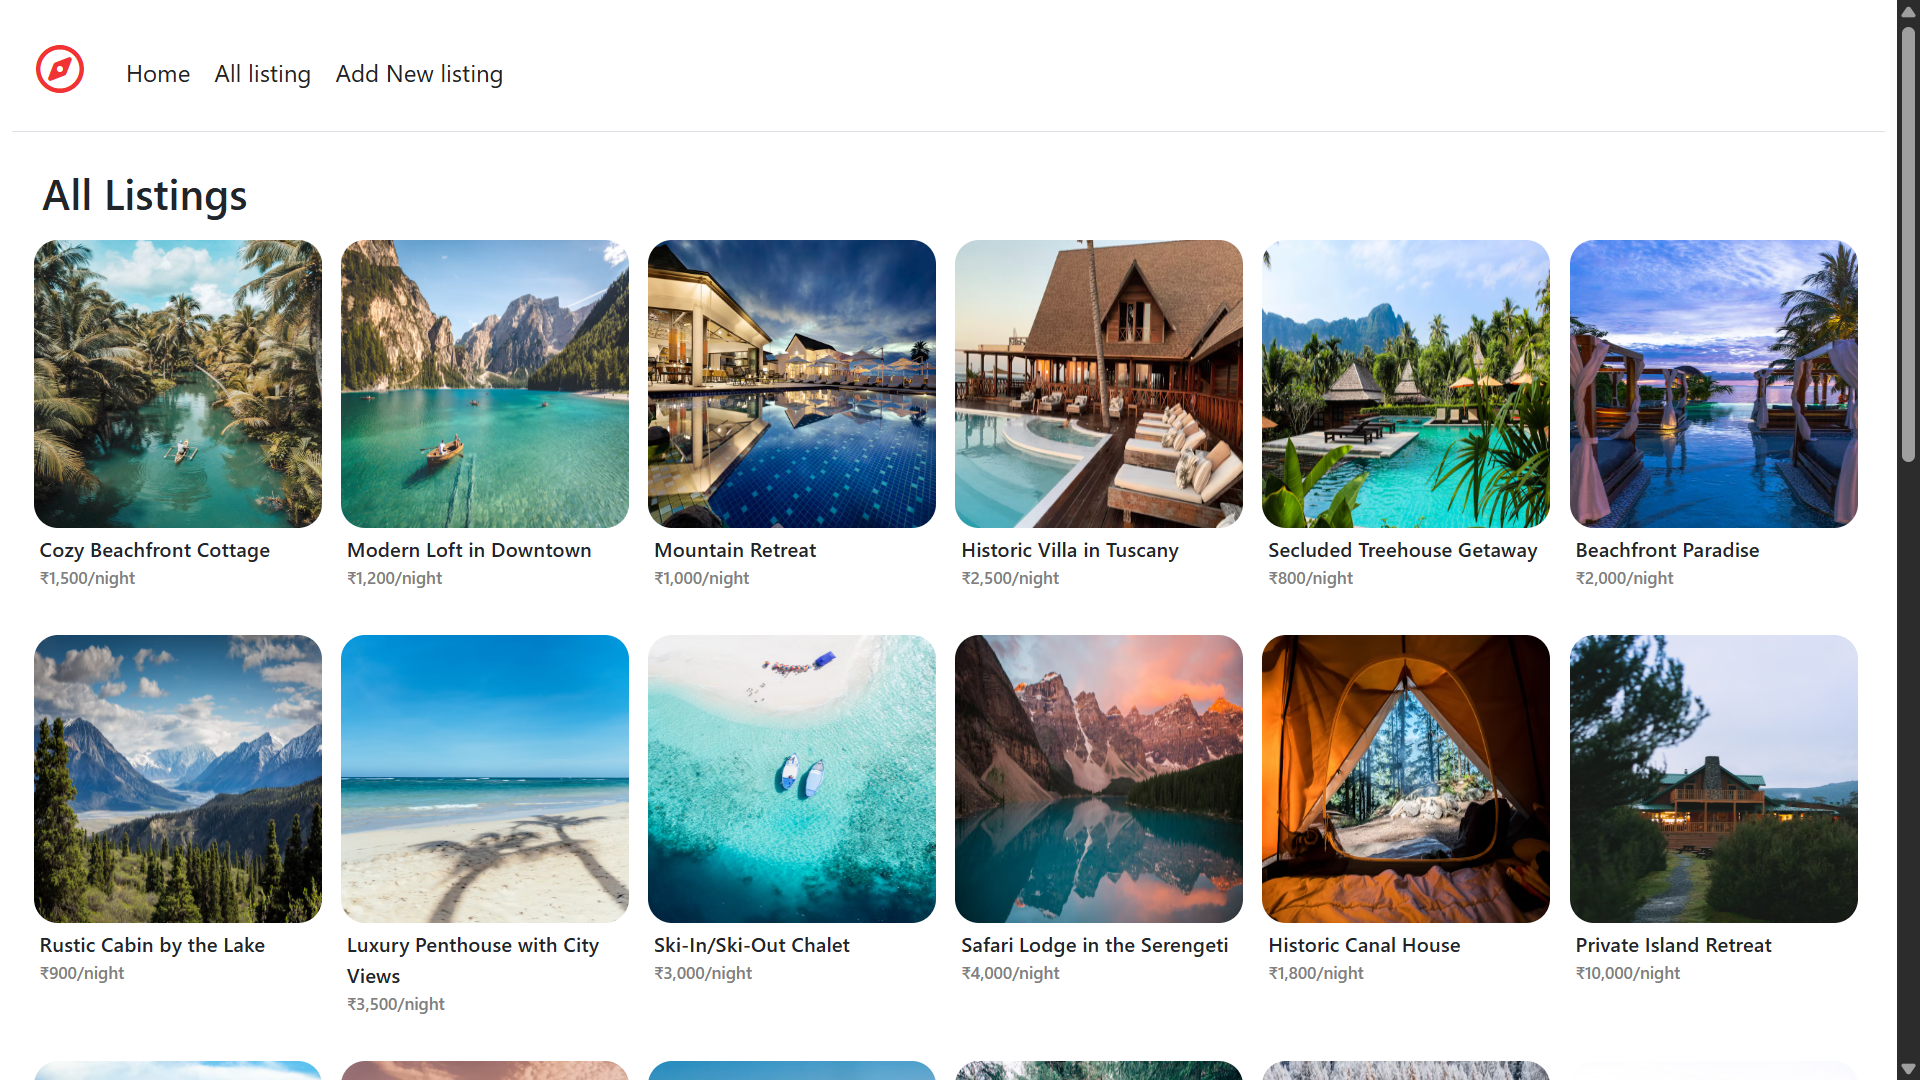 Home
All listing
Add New listing
All Listings
Cozy Beachfront Cottage
₹1,500/night
Modern Loft in Downtown
₹1,200/night
Mountain Retreat
₹1,000/night
Historic Villa in Tuscany
₹2,500/night
Secluded Treehouse Getaway
₹800/night
Beachfront Paradise
₹2,000/night
Rustic Cabin by the Lake
₹900/night
Luxury Penthouse with City
Views
₹3,500/night
Ski-In/Ski-Out Chalet
₹3,000/night
Safari Lodge in the Serengeti
₹4,000/night
Historic Canal House
₹1,800/night
Private Island Retreat
₹10,000/night